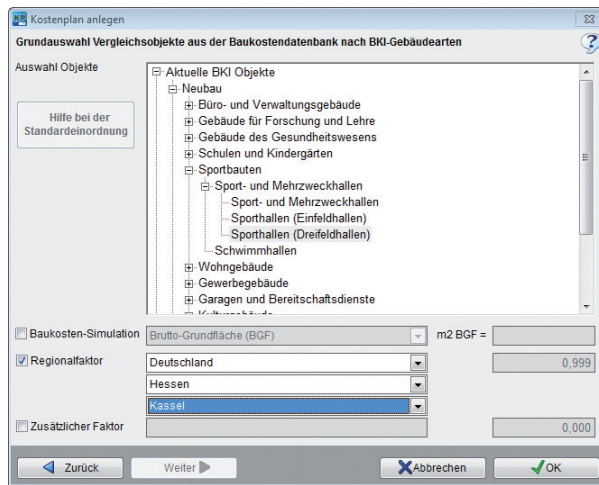 KP Kostenplan anlegen
Grundauswahl Vergleichsobjekte aus der Baukostendatenbank nach BKI-Gebäudearten
Auswahl Objekte
Hilfe bei der
Standardeinordnung
Aktuelle BKI Objekte
Neubau
Büro- und Verwaltungsgebäude
Gebäude für Forschung und Lehre
Gebäude des Gesundheitswesens
Schulen und Kindergärten
Sportbauten
Sport- und Mehrzweckhallen
Sport- und Mehrzweckhallen
Sporthallen (Einfeldhallen)
Sporthallen (Dreifeldhallen)
Schwimmhallen
Wohngebäude
Gewerbegebäude
Garagen und Bereitschaftsdienste
Kulturgebäude
Baukosten-Simulation Brutto-Grundfläche (BGF) m2 BGF =
Regionalfaktor Deutschland 0,999
Hessen
Kassel
Zusätzlicher Faktor 0,000
Zurück Weiter Abbrechen OK